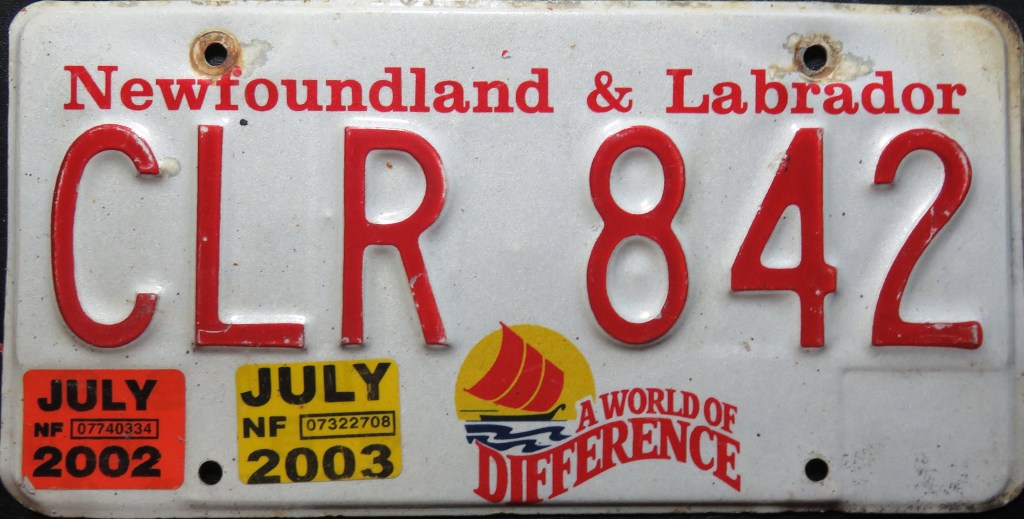 Newfoundland & Labrador
CLR 842
JULY
NF 07740334
2002
JULY
NF 07322708
2003
A WORLD OF
DIFFERENCE